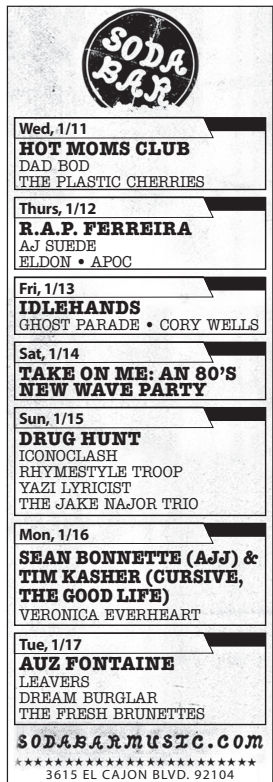 SODA
BAR
Wed, 1/11
HOT MOMS CLUB
DAD BOD
THE PLASTIC CHERRIES
Thurs, 1/12
R.A.P. FERREIRA
AJ SUEDE
ELDON • APOC
Fri, 1/13
IDLEHANDS
GHOST PARADE • CORY WELLS
Sat, 1/14
TAKE ON ME: AN 80'S
NEW WAVE PARTY
Sun, 1/15
DRUG HUNT
ICONOCLASH
RHYMESTYLE TROOP
YAZI LYRICIST
THE JAKE NAJOR TRIO
Mon, 1/16
SEAN BONNETTE (AJJ) &
TIM KASHER (CURSIVE,
THE GOOD LIFE)
VERONICA EVERHEART
Tue, 1/17
AUZ FONTAINE
LEAVERS
DREAM BURGLAR
THE FRESH BRUNETTES
SODABARMUSIC.COM
3615 EL CAJON BLVD. 92104